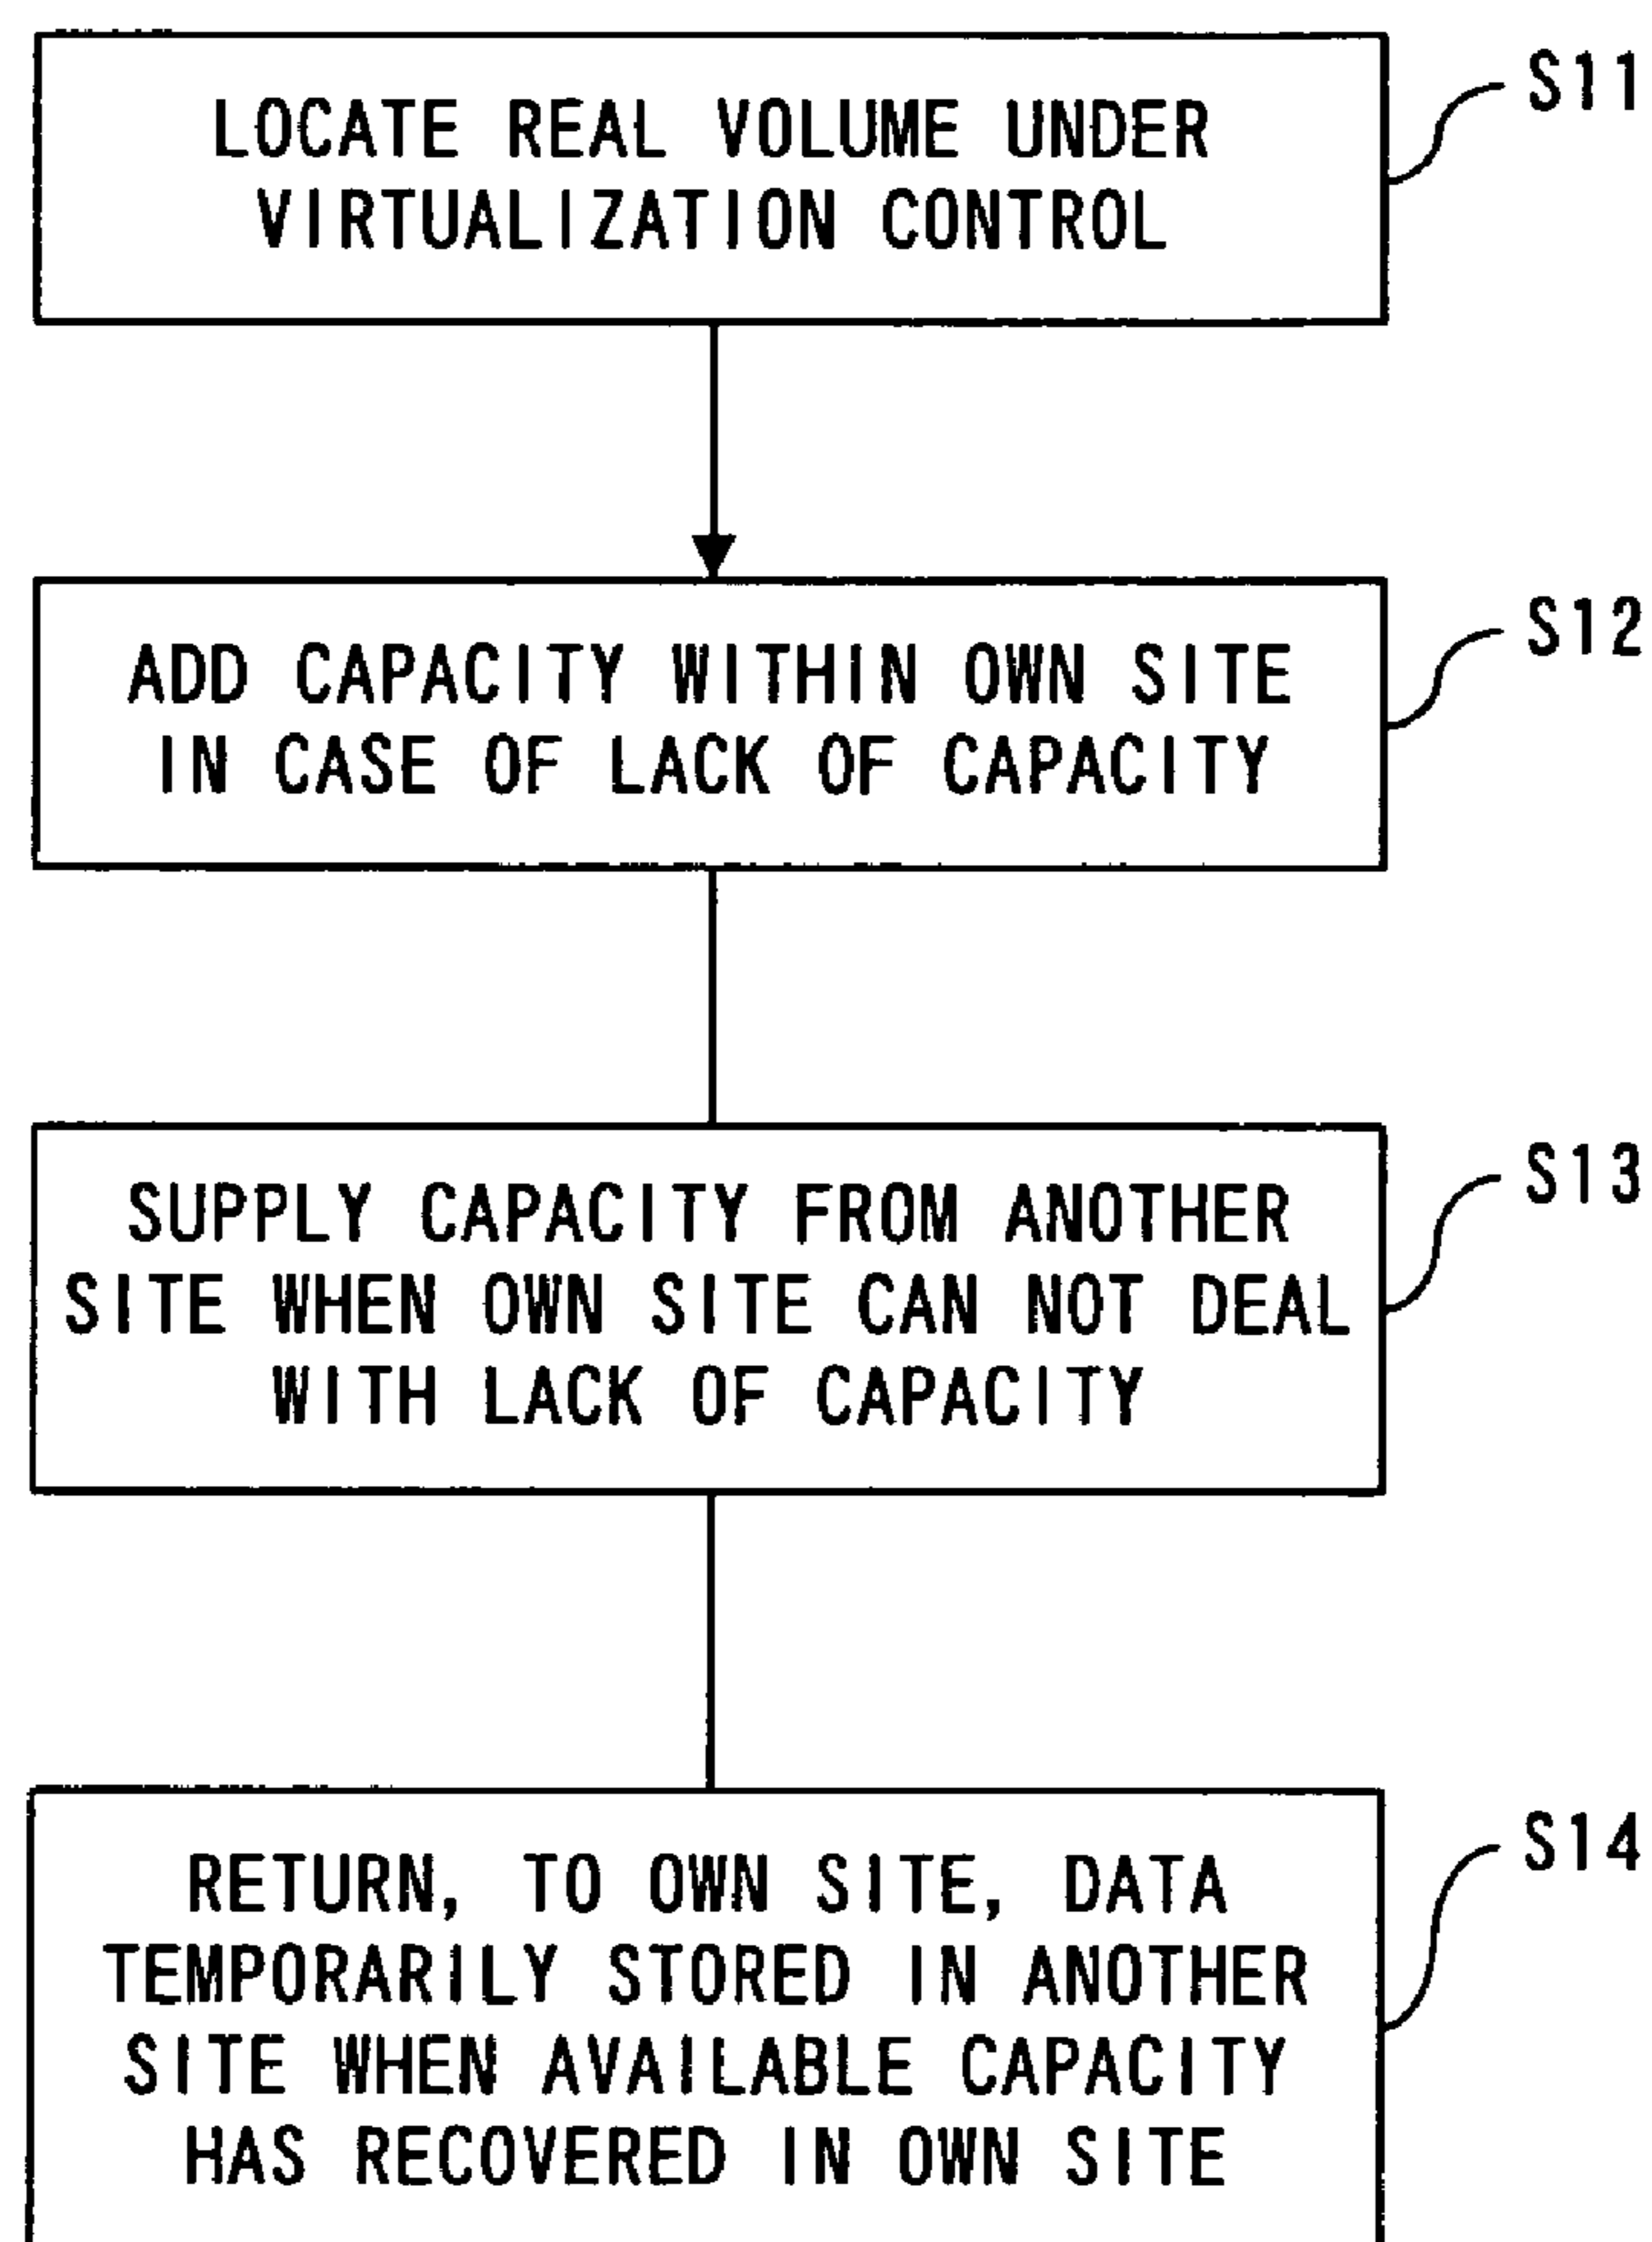 LOCATE REAL VOLUME UNDER
VIRTUALIZATION CONTROL
S11
ADD CAPACITY WITHIN OWN SITE
IN CASE OF LACK OF CAPACITY
S12
SUPPLY CAPACITY FROM ANOTHER
SITE WHEN OWN SITE CAN NOT DEAL
WITH LACK OF CAPACITY
S13
RETURN, TO OWN SITE, DATA
TEMPORARILY STORED IN ANOTHER
SITE WHEN AVAILABLE CAPACITY
HAS RECOVERED IN OWN SITE
S14